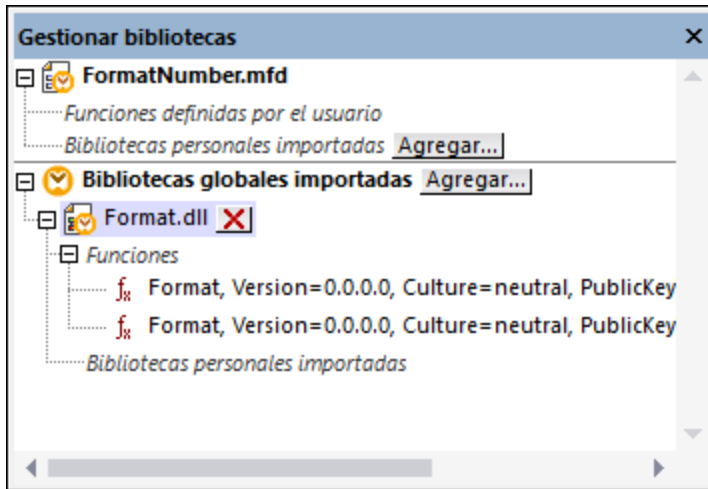 Gestionar bibliotecas
FormatNumber.mfd
Funciones definidas por el usuario
Bibliotecas personales importadas Agregar...
Bibliotecas globales importadas Agregar...
Format.dll
Funciones
fx Format, Version=0.0.0.0, Culture=neutral, PublicKey
fx Format, Version=0.0.0.0, Culture=neutral, PublicKey
Bibliotecas personales importadas